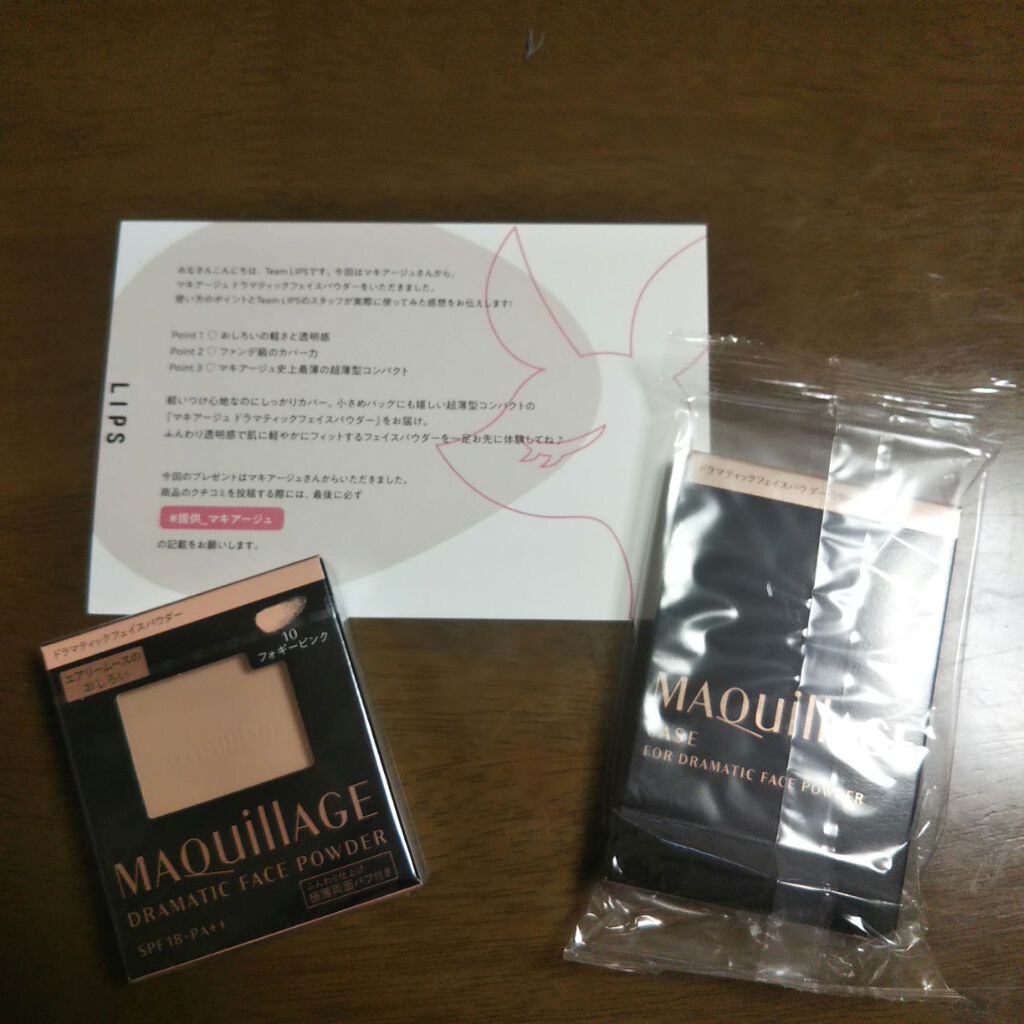 LIPS
みなさんこんにちは、Team LIPSです。今回はマキアージュさんから、
マキアージュ ドラマティックフェイスパウダーをいただきました。
使い方のポイントとTeam LIPSのスタッフが実際に使ってみた感想をお伝えします!
Point 1 ♡ おしろいの軽さと透明感
Point 2 ♡ ファンデ級のカバー力
Point 3 ♡ マキアージュ史上最薄の超薄型コンパクト
軽いつけ心地なのにしっかりカバー。小さめバッグにも嬉しい超薄型コンパクトの
『マキアージュ ドラマティックフェイスパウダー』をお届け。
ふんわり透明感で肌に軽やかにフィットするフェイスパウダーを一足お先に体験してね♪
今回のプレゼントはマキアージュさんからいただきました。
商品のクチコミを投稿する際には、最後に必ず
#提供_マキアージュ
の記載をお願いします。
ドラマティックフェイスパウダー
10
フォギーピンク
エアリームースの
おしろい
MAQuillAGE
MAQuillAGE
DRAMATIC FACE POWDER
ふんわり仕上げ
極薄両面パフ付き
SPF18・PA++
ドラマティックフェイスパウダー
MAQuillAGE
CASE
FOR DRAMATIC FACE POWDER